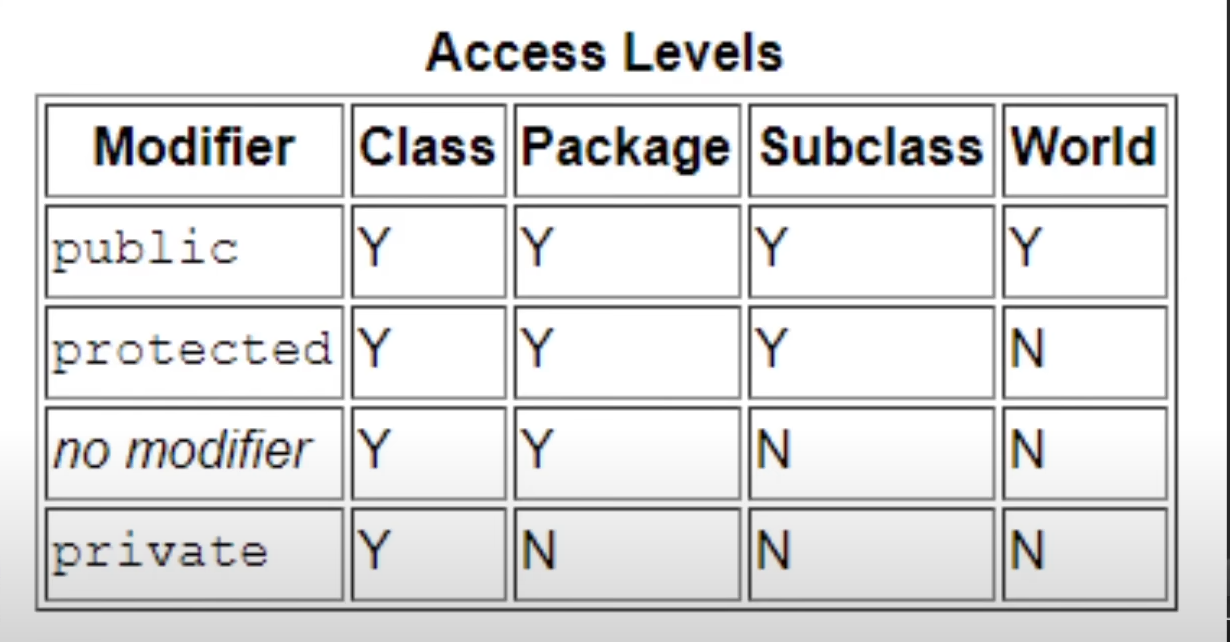 Access Levels
Modifier Class Package Subclass World
public Y Y Y Y
protected Y Y Y N
no modifier Y Y N N
private Y N N N